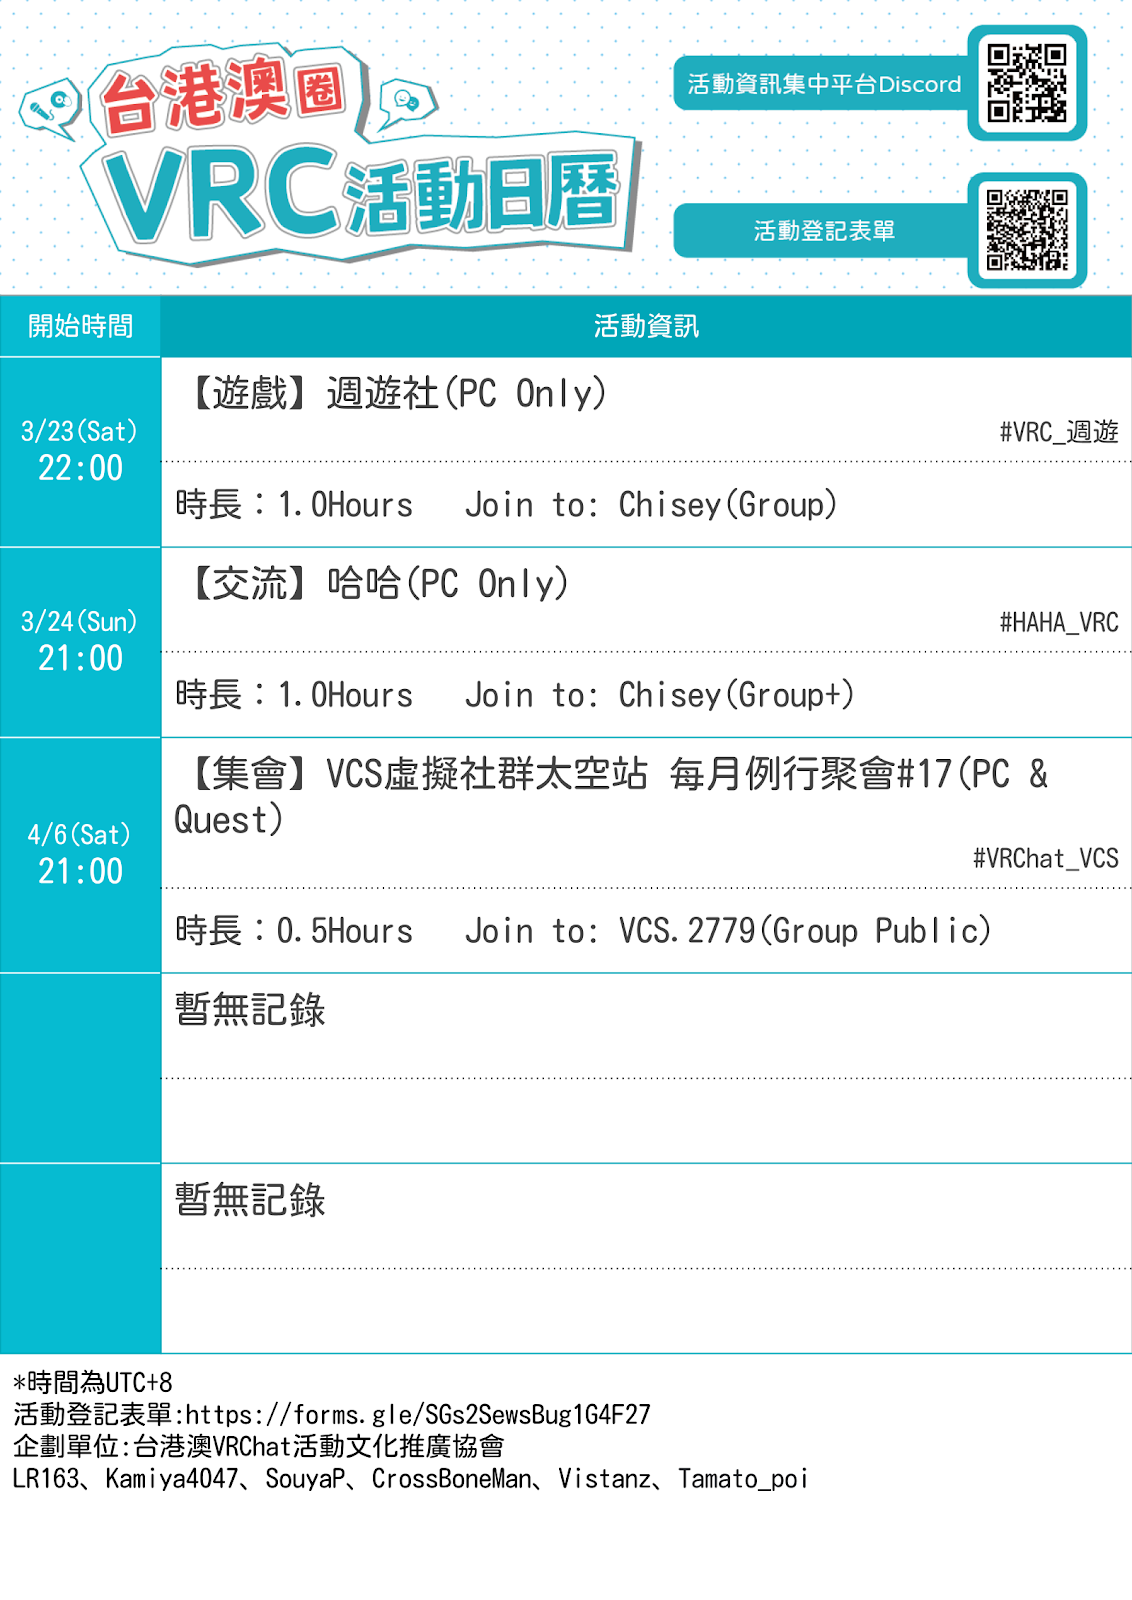 台港澳圈
VRC活動日曆
活動資訊集中平台Discord
活動登記表單
開始時間
活動資訊
3/23(Sat)
22:00
【遊戲】週遊社(PC Only)
#VRC_週遊
時長：1.0Hours Join to: Chisey(Group)
3/24(Sun)
21:00
【交流】哈哈(PC Only)
#HAHA_VRC
時長：1.0Hours Join to: Chisey(Group+)
4/6(Sat)
21:00
【集會】VCS虛擬社群太空站 每月例行聚會#17(PC &
Quest)
#VRChat_VCS
時長：0.5Hours Join to: VCS.2779(Group Public)
暫無記錄
暫無記錄
*時間為UTC+8
活動登記表單:https://forms.gle/SGs2SewsBug1G4F27
企劃單位:台港澳VRChat活動文化推廣協會
LR163、Kamiya4047、SouyaP、CrossBoneMan、Vistanz、Tamato_poi